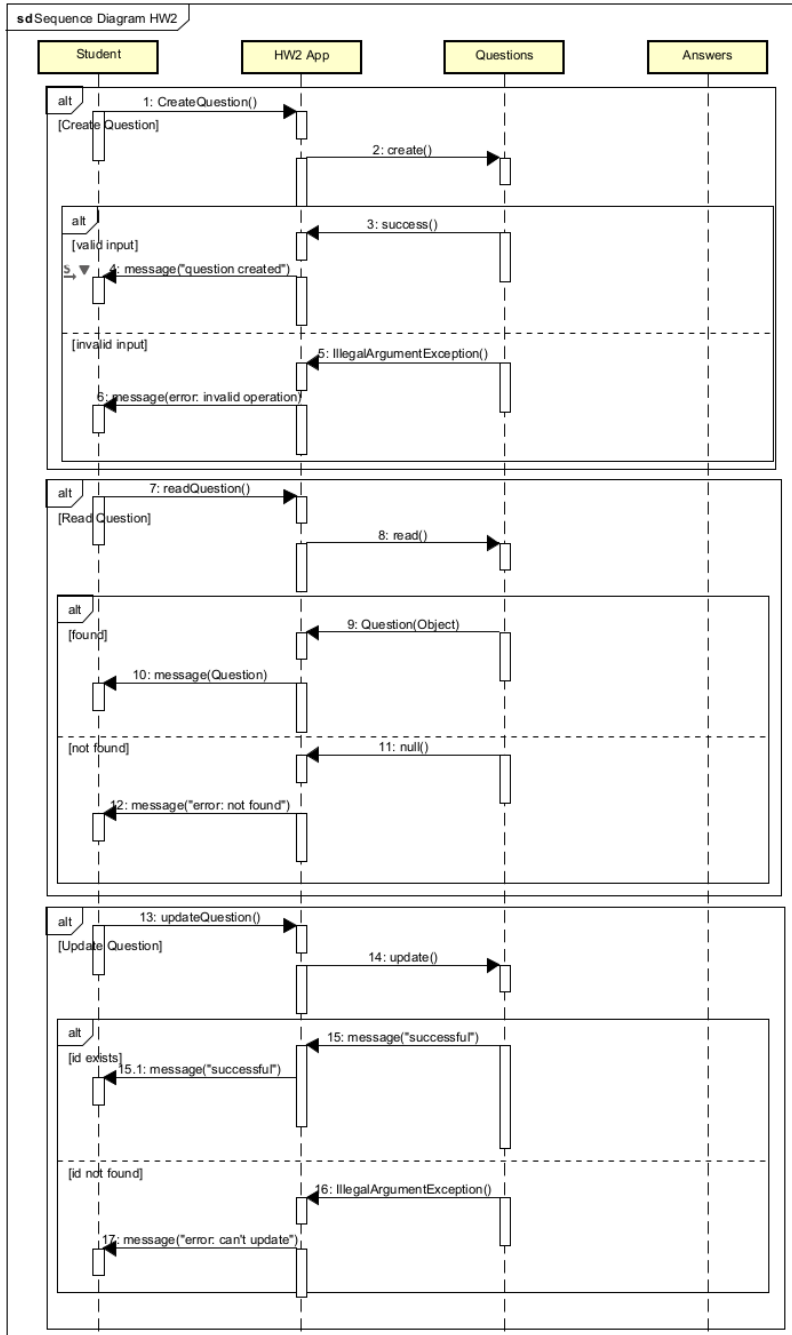 sd Sequence Diagram HW2
Student
HW2 App
Questions
Answers
alt
1: CreateQuestion()
[Create Question]
2: create()
alt
3: success()
[valid input]
4: message("question created")
[invalid input]
5: IllegalArgumentException()
6: message(error: invalid operation)
alt
7: readQuestion()
[Read Question]
8: read()
alt
9: Question(Object)
[found]
10: message(Question)
[not found]
11: null()
12: message("error: not found")
alt
13: updateQuestion()
[Update Question]
14: update()
alt
15: message("successful")
[id exists]
15.1: message("successful")
[id not found]
16: IllegalArgumentException()
17: message("error: can't update")